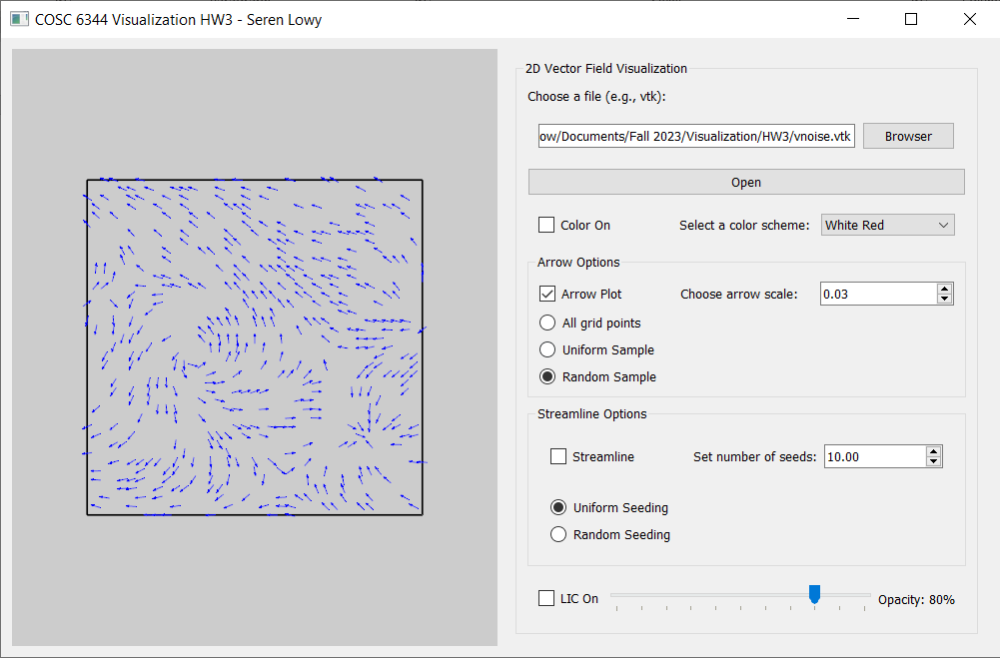 COSC 6344 Visualization HW3 - Seren Lowy
2D Vector Field Visualization
Choose a file (e.g., vtk):
ow/Documents/Fall 2023/Visualization/HW3/vnoise.vtk
Browser
Open
Color On
Select a color scheme:
White Red
Arrow Options
Arrow Plot
Choose arrow scale:
0.03
All grid points
Uniform Sample
Random Sample
Streamline Options
Streamline
Set number of seeds:
10.00
Uniform Seeding
Random Seeding
LIC On
Opacity: 80%